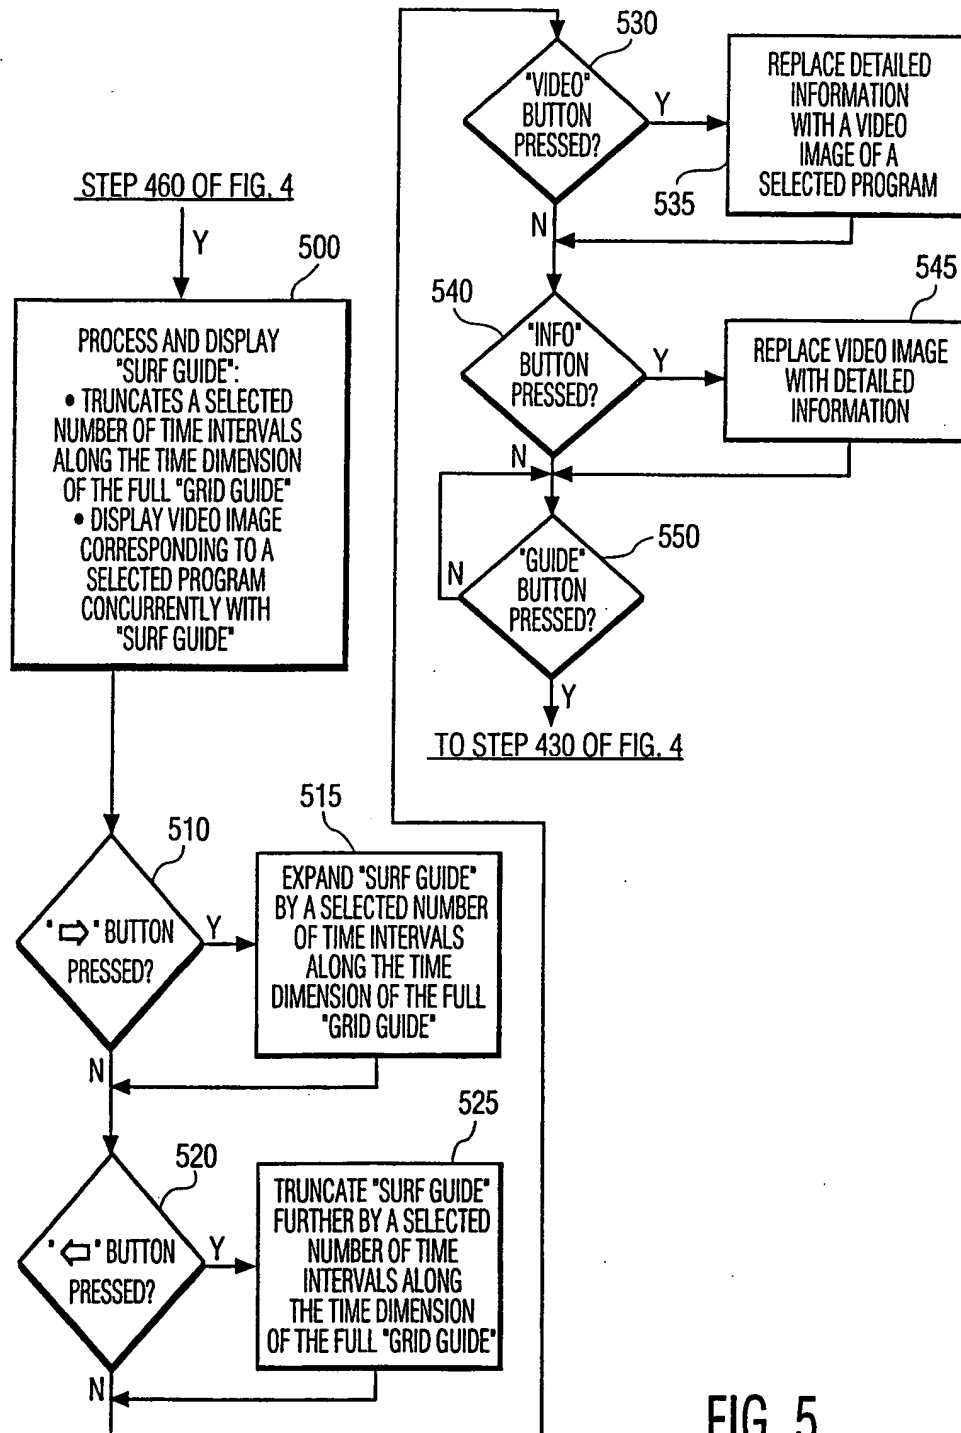 STEP 460 OF FIG. 4
Y
500
PROCESS AND DISPLAY
"SURF GUIDE":
• TRUNCATES A SELECTED
NUMBER OF TIME INTERVALS
ALONG THE TIME DIMENSION
OF THE FULL "GRID GUIDE"
• DISPLAY VIDEO IMAGE
CORRESPONDING TO A
SELECTED PROGRAM
CONCURRENTLY WITH
"SURF GUIDE"
510
"⇨" BUTTON
PRESSED?
Y
N
515
EXPAND "SURF GUIDE"
BY A SELECTED NUMBER
OF TIME INTERVALS
ALONG THE TIME
DIMENSION OF THE FULL
"GRID GUIDE"
520
"⇦" BUTTON
PRESSED?
Y
N
525
TRUNCATE "SURF GUIDE"
FURTHER BY A SELECTED
NUMBER OF TIME
INTERVALS ALONG
THE TIME DIMENSION
OF THE FULL "GRID GUIDE"
530
"VIDEO"
BUTTON
PRESSED?
Y
N
535
REPLACE DETAILED
INFORMATION
WITH A VIDEO
IMAGE OF A
SELECTED PROGRAM
540
"INFO"
BUTTON
PRESSED?
Y
N
545
REPLACE VIDEO IMAGE
WITH DETAILED
INFORMATION
550
"GUIDE"
BUTTON
PRESSED?
N
Y
TO STEP 430 OF FIG. 4
FIG. 5